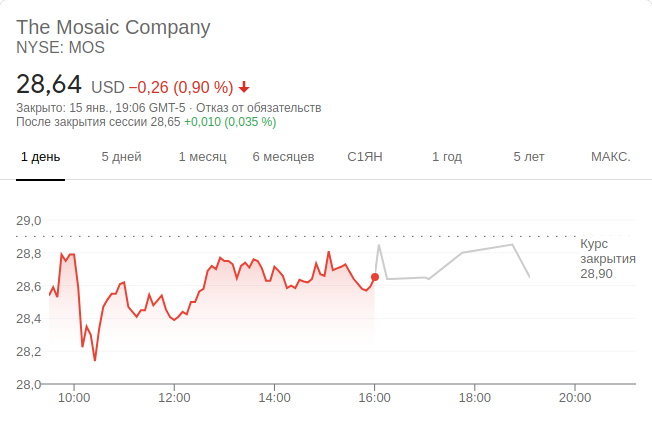 The Mosaic Company
NYSE: MOS
28,64 USD −0,26 (0,90 %)
Закрыто: 15 янв., 19:06 GMT-5 · Отказ от обязательств
После закрытия сессии 28,65 +0,010 (0,035 %)
1 день 5 дней 1 месяц 6 месяцев С1ЯН 1 год 5 лет МАКС.
29,0
28,8
28,6
28,4
28,2
28,0
Курс
закрытия
28,90
10:00 12:00 14:00 16:00 18:00 20:00